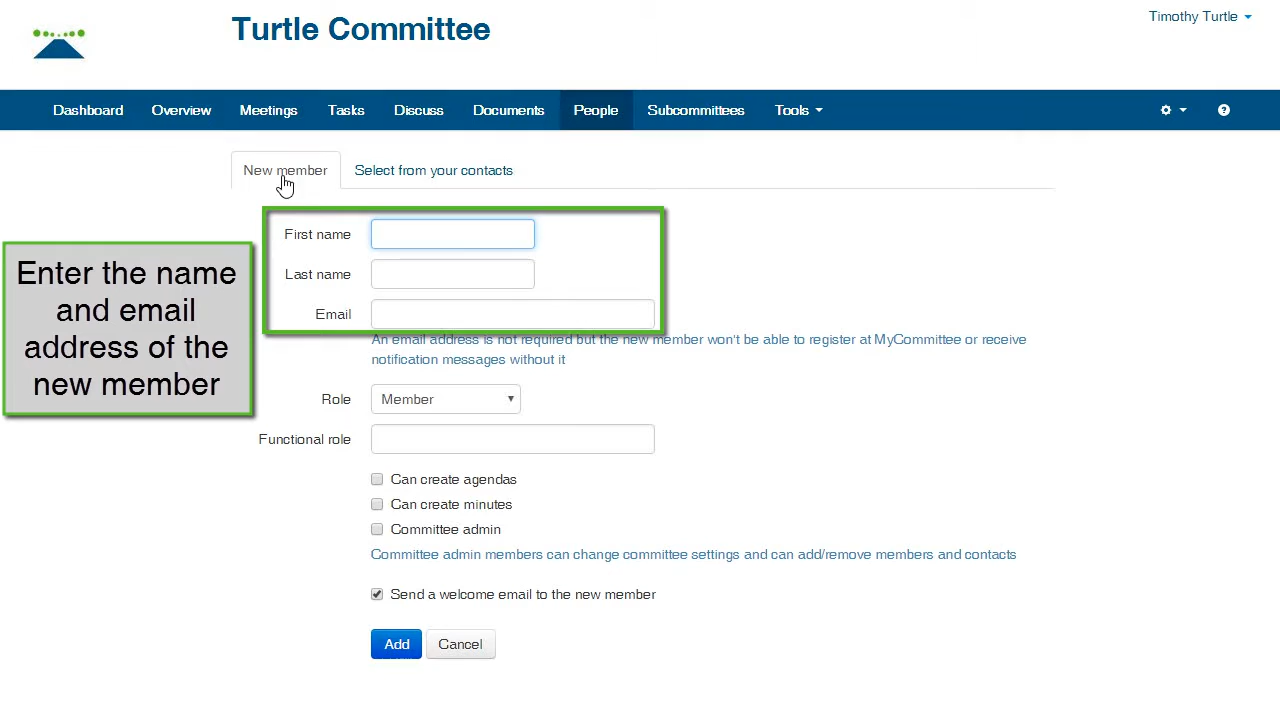 Turtle Committee
Timothy Turtle
Dashboard Overview Meetings Tasks Discuss Documents People Subcommittees Tools
New member Select from your contacts
First name
Last name
Email
Enter the name
and email
address of the
new member
An email address is not required but the new member won't be able to register at MyCommittee or receive
notification messages without it
Role Member
Functional role
Can create agendas
Can create minutes
Committee admin
Committee admin members can change committee settings and can add/remove members and contacts
Send a welcome email to the new member
Add Cancel